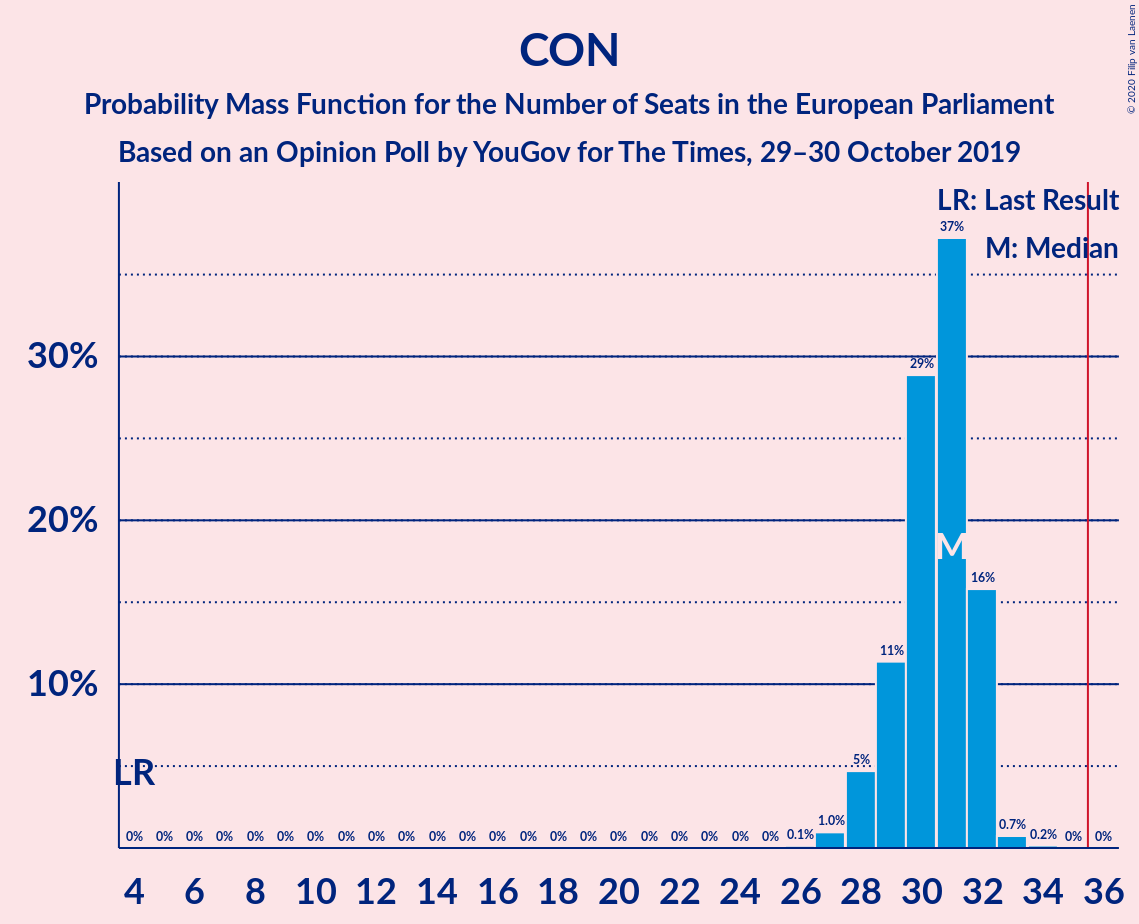 CON
Probability Mass Function for the Number of Seats in the European Parliament
Based on an Opinion Poll by YouGov for The Times, 29–30 October 2019
© 2020 Filip van Laenen
LR: Last Result
M: Median
37%
30%
29%
20%
M
16%
11%
10%
LR
5%
0% 0% 0% 0% 0% 0% 0% 0% 0% 0% 0% 0% 0% 0% 0% 0% 0% 0% 0% 0% 0% 0% 0.1% 1.0% 0.7% 0.2% 0% 0%
4 6 8 10 12 14 16 18 20 22 24 26 28 30 32 34 36